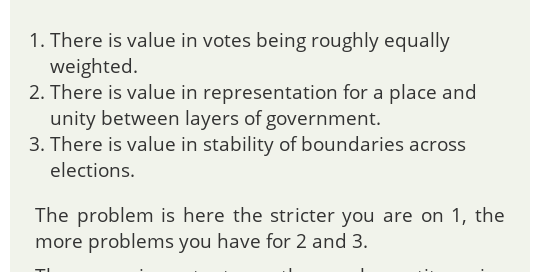 1. There is value in votes being roughly equally
weighted.
2. There is value in representation for a place and
unity between layers of government.
3. There is value in stability of boundaries across
elections.
The problem is here the stricter you are on 1, the
more problems you have for 2 and 3.